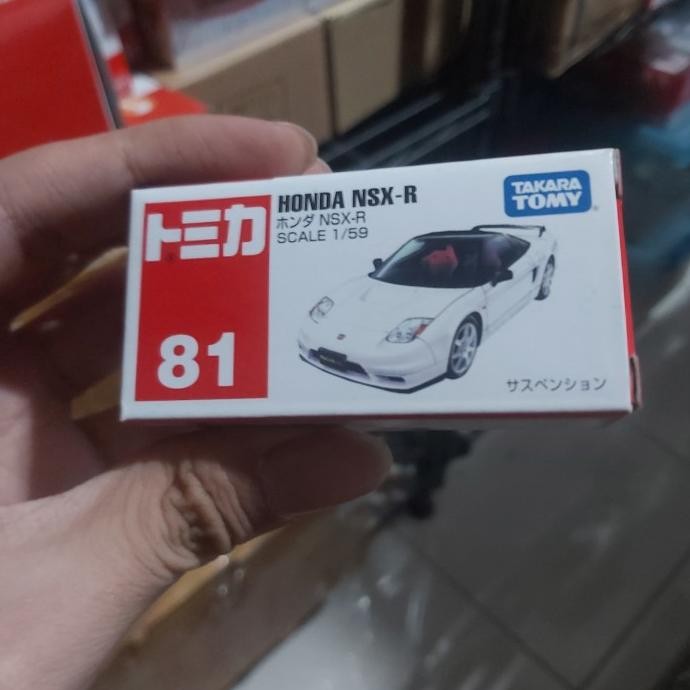 トミカ
81
HONDA NSX-R
ホンダ NSX-R
SCALE 1/59
TAKARA
TOMY
サスペンション